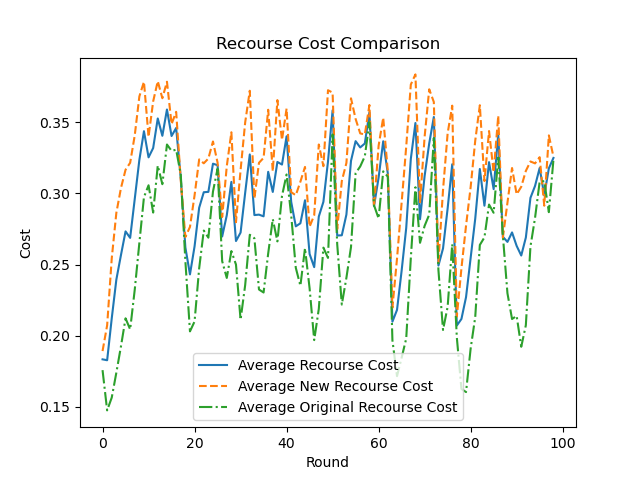 Recourse Cost Comparison
Cost
0.35
0.30
0.25
0.20
0.15
Average Recourse Cost
Average New Recourse Cost
Average Original Recourse Cost
0
20
40
60
80
100
Round